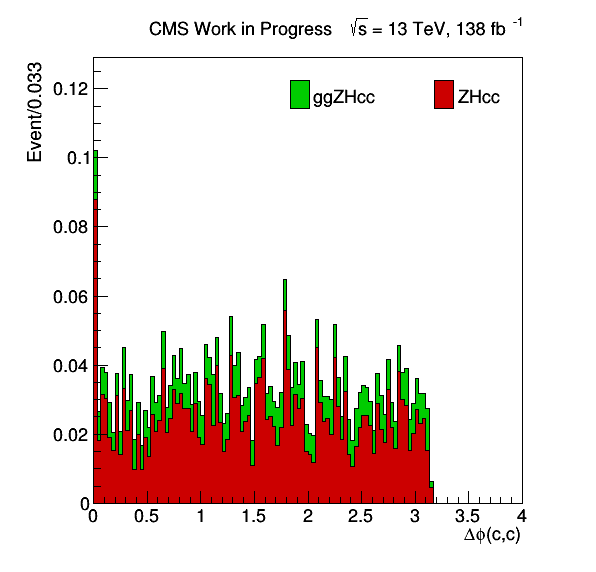 CMS Work in Progress √s = 13 TeV, 138 fb -1
Event/0.033
ggZHcc ZHcc
0.12
0.1
0.08
0.06
0.04
0.02
0
0 0.5 1 1.5 2 2.5 3 3.5 4
Δϕ(c,c)